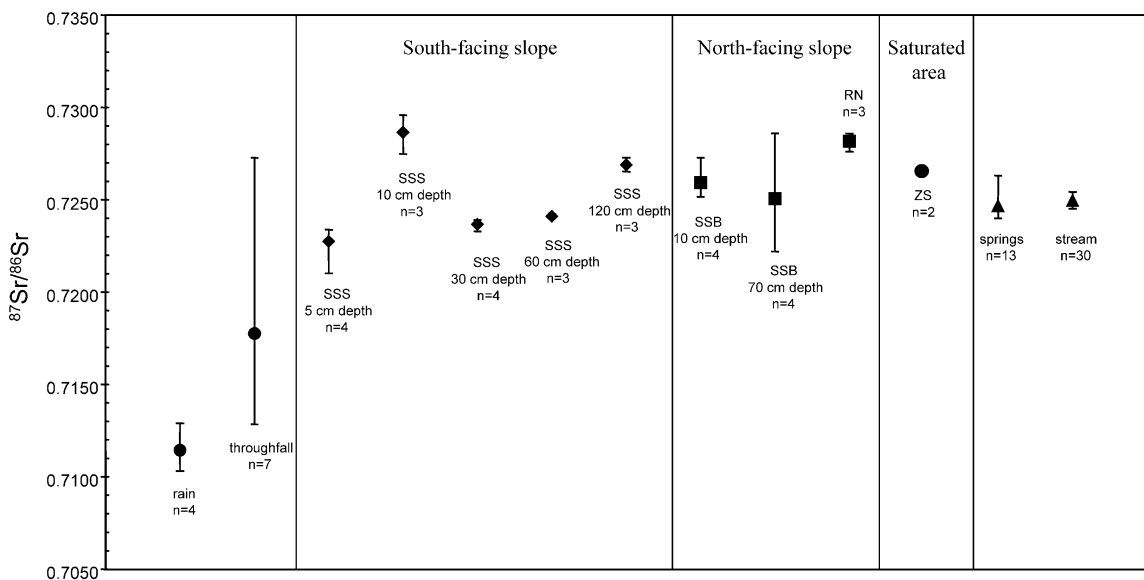 0.7350
0.7300
0.7250
0.7200
0.7150
0.7100
0.7050
87Sr/86Sr
South-facing slope
North-facing slope
Saturated
area
rain
n=4
throughfall
n=7
SSS
5 cm depth
n=4
SSS
10 cm depth
n=3
SSS
30 cm depth
n=4
SSS
60 cm depth
n=3
SSS
120 cm depth
n=3
SSB
10 cm depth
n=4
SSB
70 cm depth
n=4
RN
n=3
ZS
n=2
springs
n=13
stream
n=30